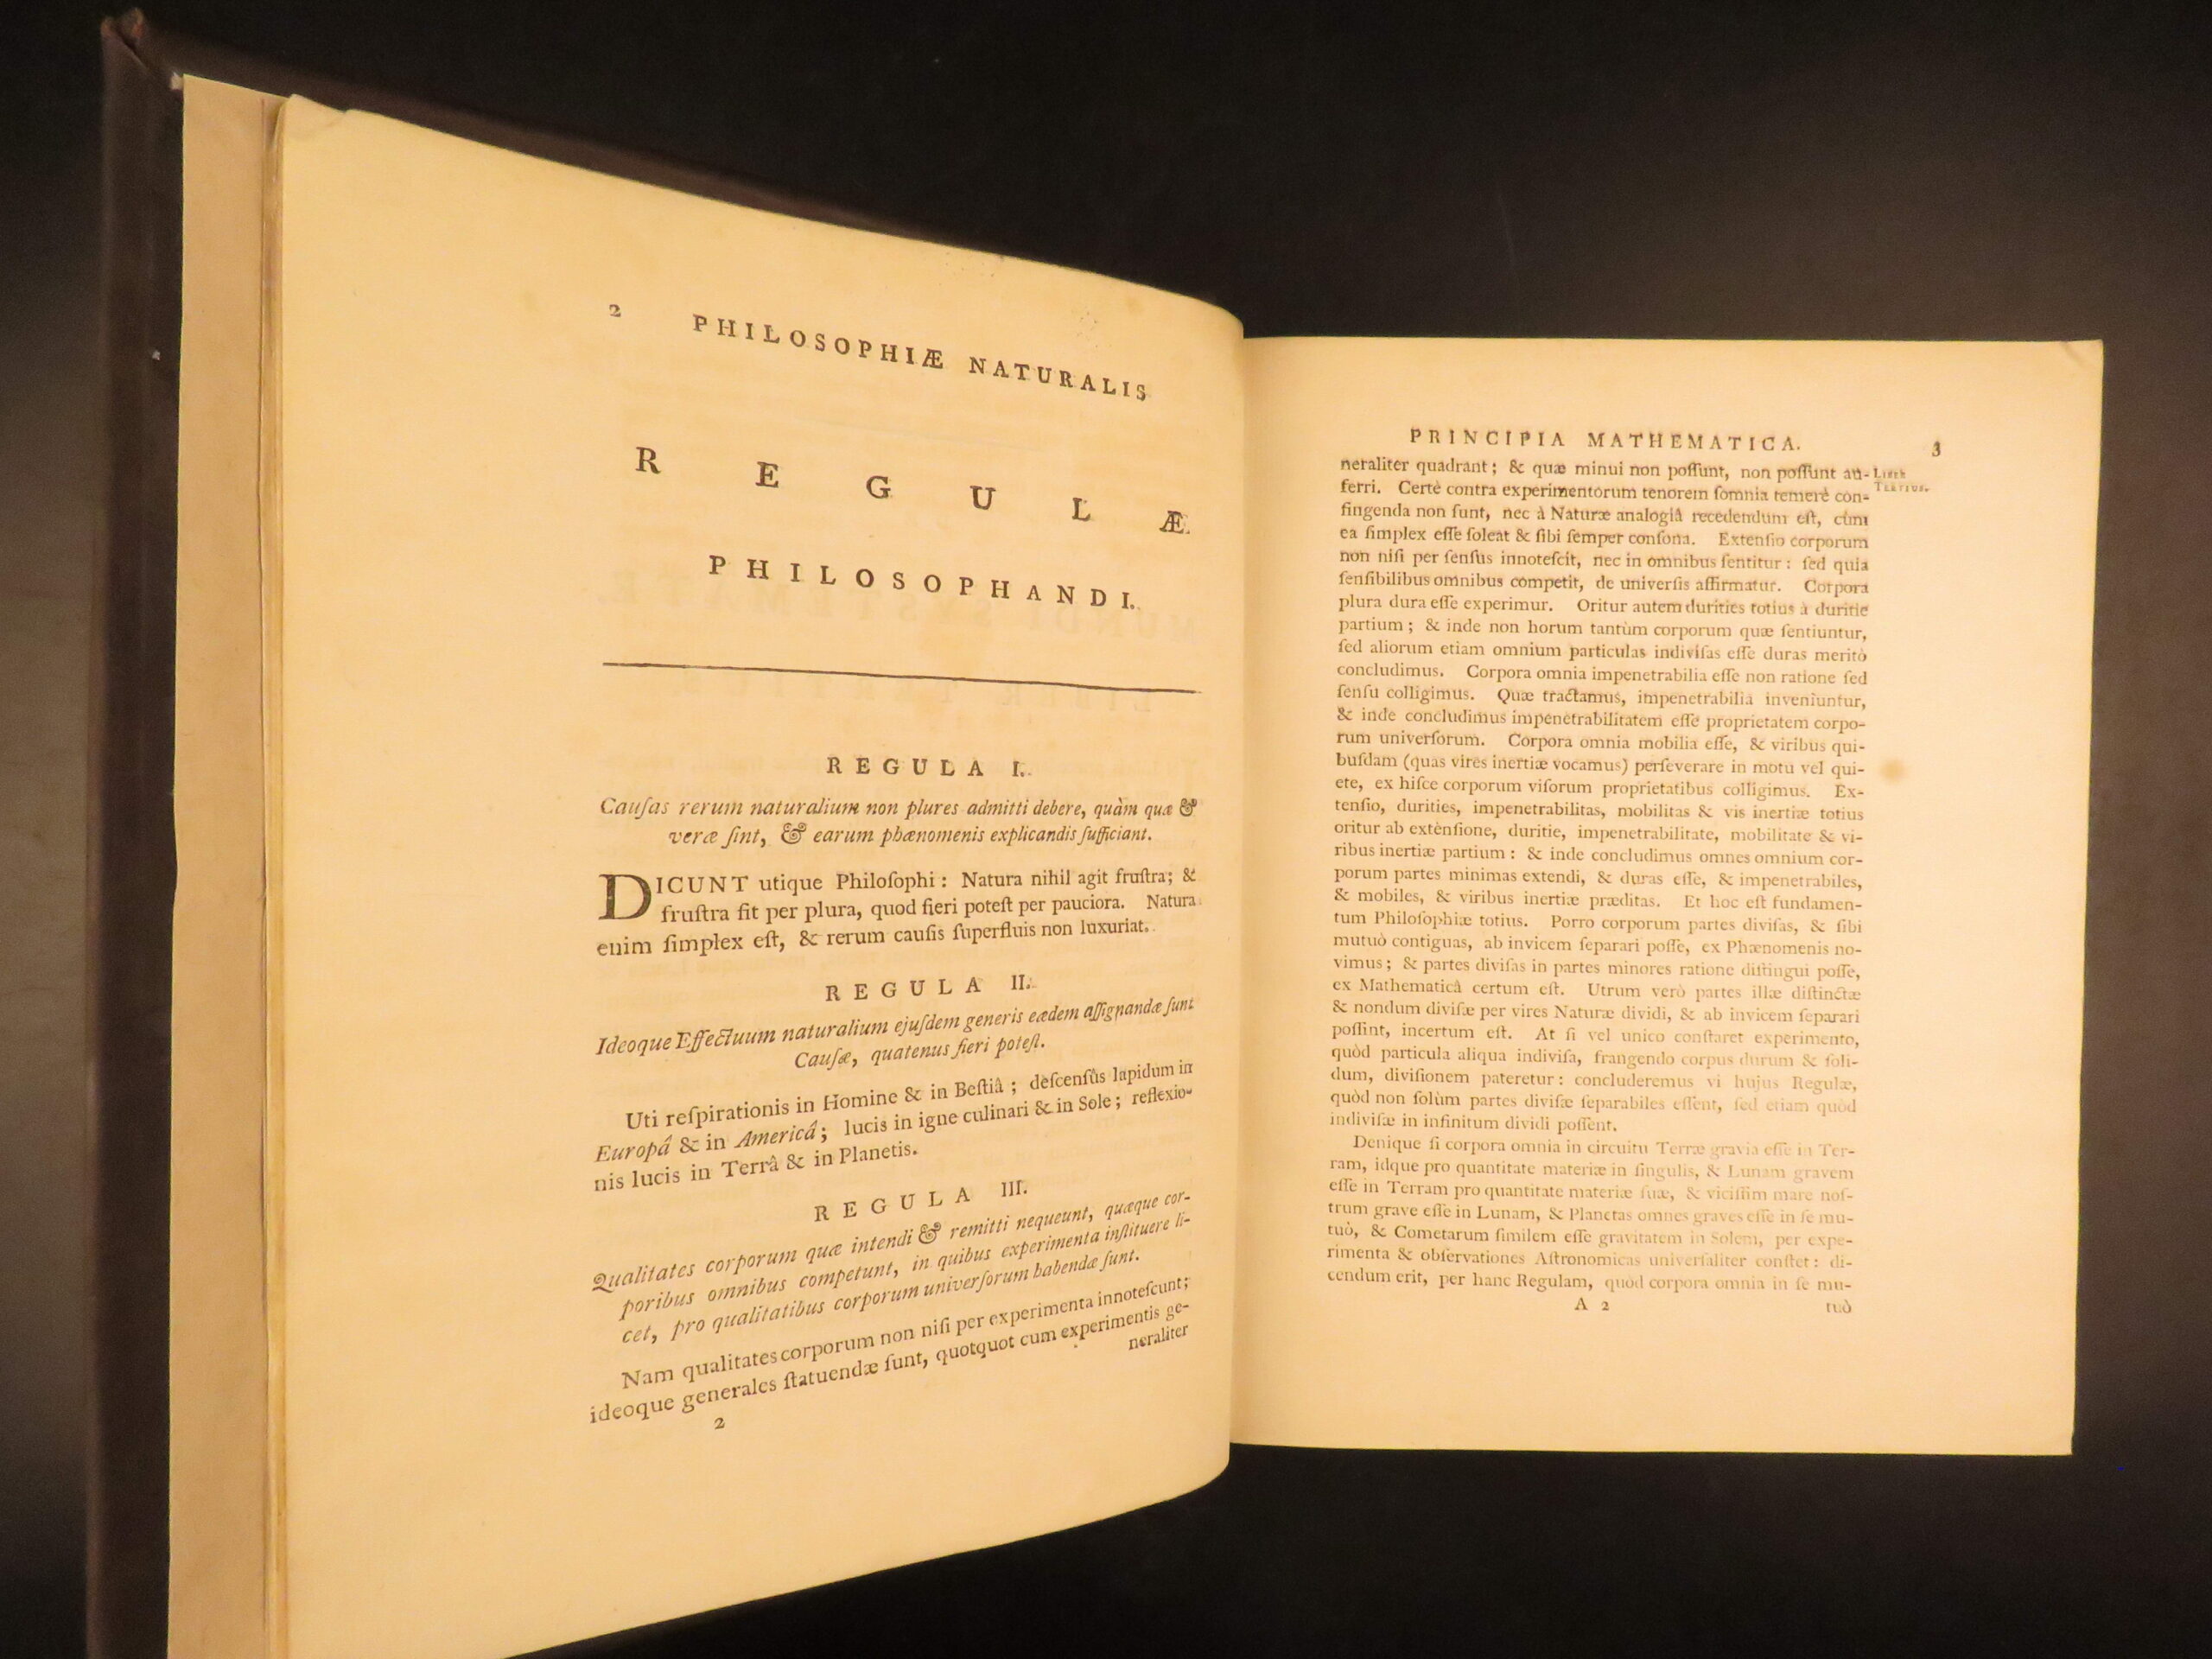 2 PHILOSOPHIÆ NATURALIS
REGULÆ
PHILOSOPHANDI.
REGULA I.
Cauſas rerum naturalium non plures admitti debere, quàm quæ &
veræ ſint, & earum phænomenis explicandis ſufficiant.
DICUNT utique Philoſophi: Natura nihil agit fruſtra; &
fruſtra fit per plura, quod fieri poteſt per pauciora. Natura
enim ſimplex eſt, & rerum cauſis ſuperfluis non luxuriat.
REGULA II.
Ideoque Effectuum naturalium ejuſdem generis eædem aſſignandæ ſunt
Cauſæ, quatenus fieri poteſt.
Uti reſpirationis in Homine & in Beſtiâ; deſcenſûs lapidum in
Europâ & in Americâ; lucis in igne culinari & in Sole; reflexio-
nis lucis in Terrâ & in Planetis.
REGULA III.
Qualitates corporum quæ intendi & remitti nequeunt, quæque cor-
poribus omnibus competunt, in quibus experimenta inſtituere li-
cet, pro qualitatibus corporum univerſorum habendæ ſunt.
Nam qualitates corporum non niſi per experimenta innoteſcunt;
ideoque generales ſtatuendæ ſunt, quotquot cum experimentis ge-
neraliter
2
PRINCIPIA MATHEMATICA. 3
LIBER
TERTIUS.
neraliter quadrant; & quæ minui non poſſunt, non poſſunt au-
ferri. Certè contra experimentorum tenorem ſomnia temerè con-
fingenda non ſunt, nec à Naturæ analogiâ recedendum eſt, cùm
ea ſimplex eſſe ſoleat & ſibi ſemper conſona. Extenſio corporum
non niſi per ſenſus innoteſcit, nec in omnibus ſentitur: ſed quia
ſenſibilibus omnibus competit, de univerſis affirmatur. Corpora
plura dura eſſe experimur. Oritur autem durities totius à duritie
partium; & inde non horum tantùm corporum quæ ſentiuntur,
ſed aliorum etiam omnium particulas indiviſas eſſe duras meritò
concludimus. Corpora omnia impenetrabilia eſſe non ratione ſed
ſenſu colligimus. Quæ tractamus, impenetrabilia inveniuntur,
& inde concludimus impenetrabilitatem eſſe proprietatem corpo-
rum univerſorum. Corpora omnia mobilia eſſe, & viribus qui-
buſdam (quas vires inertiæ vocamus) perſeverare in motu vel qui-
ete, ex hiſce corporum viſorum proprietatibus colligimus. Ex-
tenſio, durities, impenetrabilitas, mobilitas & vis inertiæ totius
oritur ab extènſione, duritie, impenetrabilitate, mobilitate & vi-
ribus inertiæ partium: & inde concludimus omnes omnium cor-
porum partes minimas extendi, & duras eſſe, & impenetrabiles,
& mobiles, & viribus inertiæ præditas. Et hoc eſt fundamen-
tum Philoſophiæ totius. Porro corporum partes diviſas, & ſibi
mutuò contiguas, ab invicem ſeparari poſſe, ex Phænomenis no-
vimus; & partes diviſas in partes minores ratione diſtingui poſſe,
ex Mathematicâ certum eſt. Utrum verò partes illæ diſtinctæ
& nondum diviſæ per vires Naturæ dividi, & ab invicem ſeparari
poſſint, incertum eſt. At ſi vel unico conſtaret experimento,
quòd particula aliqua indiviſa, frangendo corpus durum & ſoli-
dum, diviſionem pateretur: concluderemus vi hujus Regulæ,
quòd non ſolùm partes diviſæ ſeparabiles eſſent, ſed etiam quòd
indiviſæ in infinitum dividi poſſent.
Denique ſi corpora omnia in circuitu Terræ gravia eſſe in Ter-
ram, idque pro quantitate materiæ in ſingulis, & Lunam gravem
eſſe in Terram pro quantitate materiæ ſuæ, & viciſſim mare noſ-
trum grave eſſe in Lunam, & Planetas omnes graves eſſe in ſe mu-
tuò, & Cometarum ſimilem eſſe gravitatem in Solem, per expe-
rimenta & obſervationes Aſtronomicas univerſaliter conſtet: di-
cendum erit, per hanc Regulam, quòd corpora omnia in ſe mu-
A 2 tuò